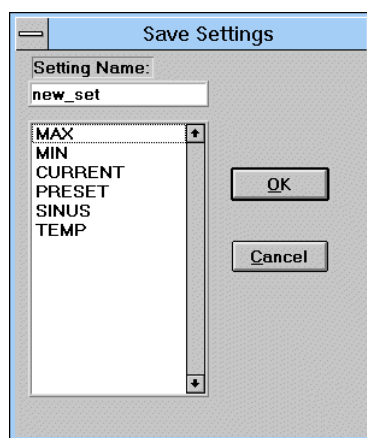 Save Settings
Setting Name:
new_set
MAX
MIN
CURRENT
PRESET
SINUS
TEMP
OK
Cancel